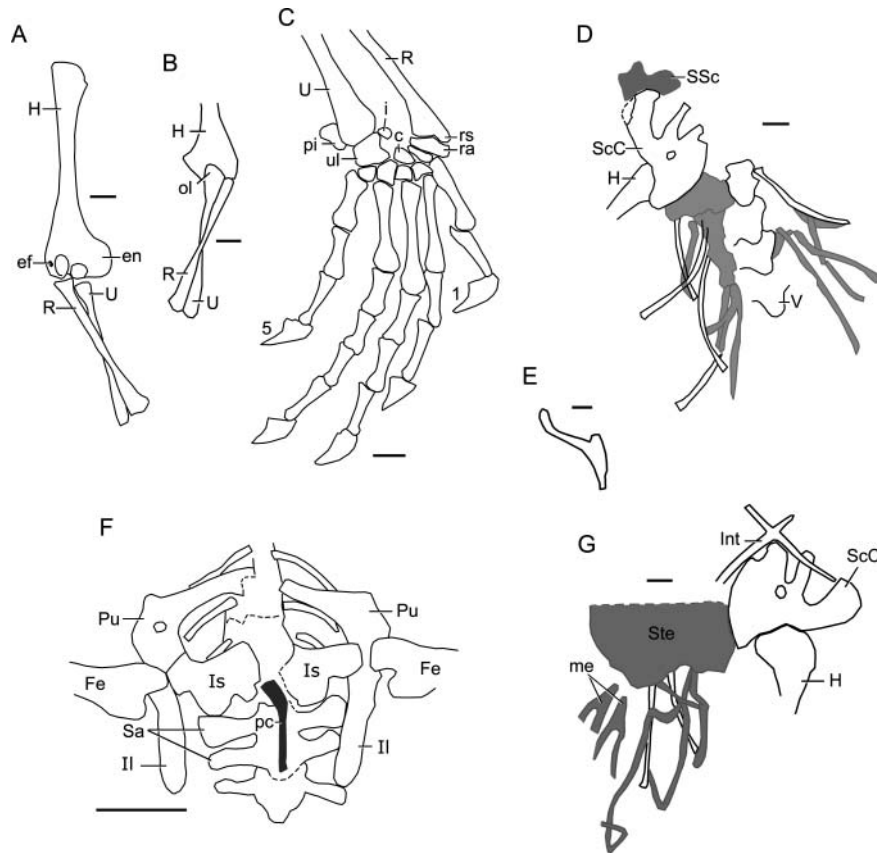 A
H
ef
en
R
U
B
H
ol
R
U
C
R
U
i
c
pi
ul
rs
ra
1
5
D
SSc
ScC
H
V
E
F
Pu
Pu
Fe
Fe
Is
Is
Sa
pc
Il
Il
G
Int
ScC
Ste
me
H